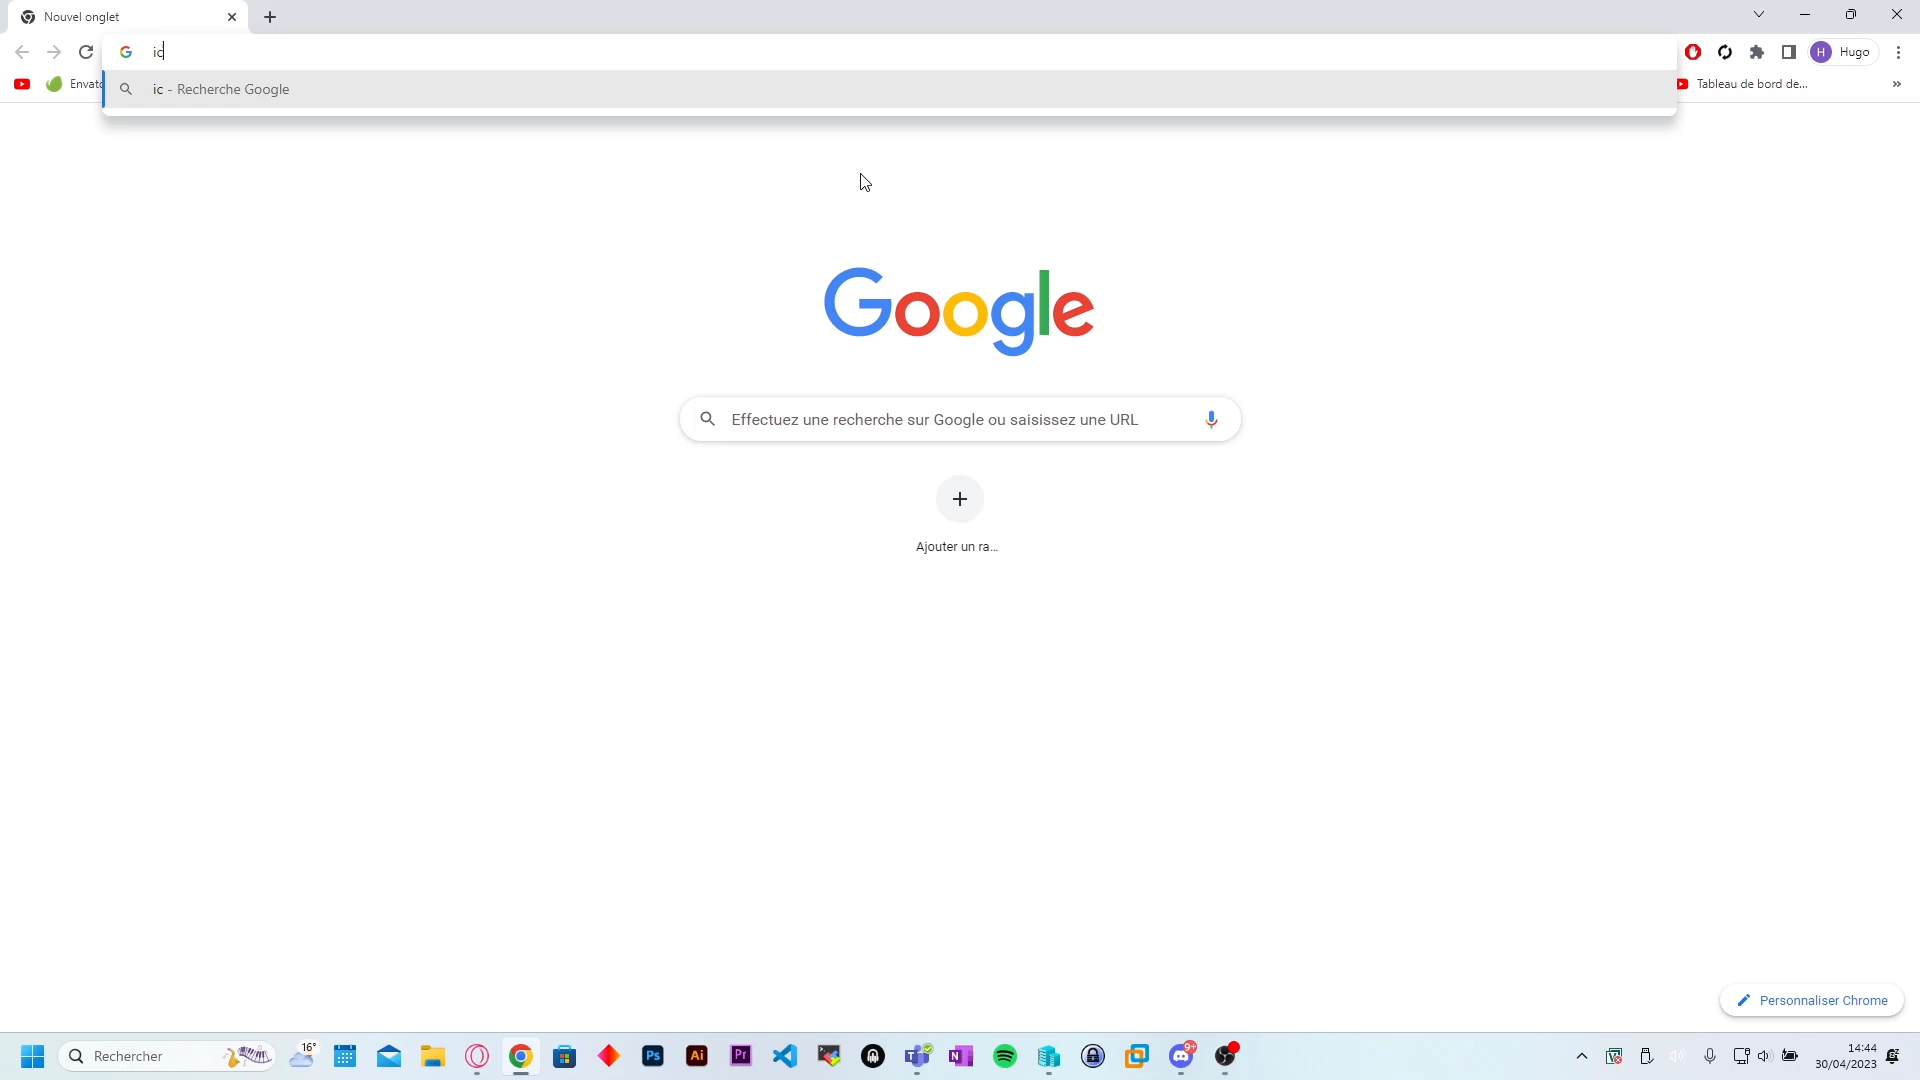 Nouvel onglet
ic
Hugo
Envato
ic - Recherche Google
Tableau de bord de...
Google
Effectuez une recherche sur Google ou saisissez une URL
Ajouter un ra...
Personnaliser Chrome
Rechercher
16°
Ps
Ai
Pr
9+
14:44
30/04/2023